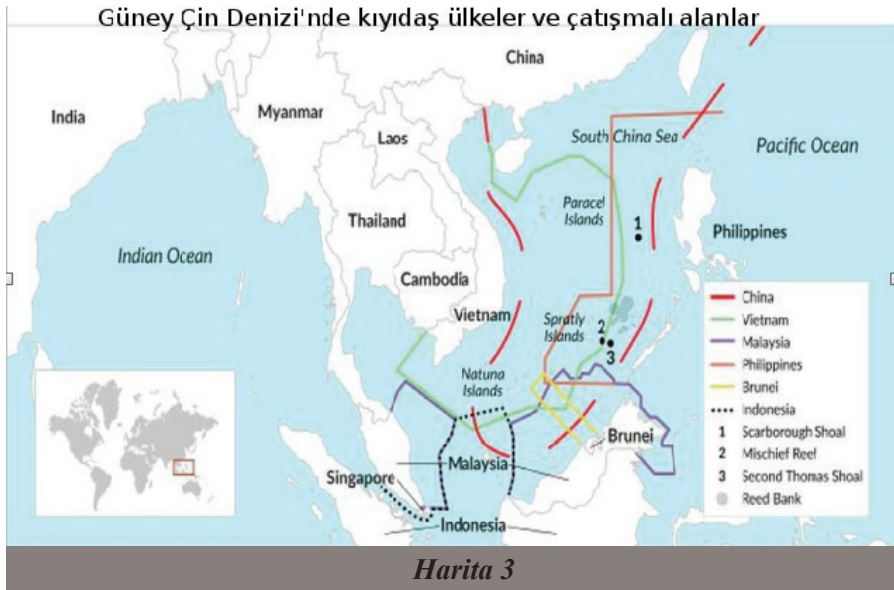 Güney Çin Denizi'nde kıyıdaş ülkeler ve çatışmalı alanlar
China
India
Myanmar
Laos
South China Sea
Pacific Ocean
Paracel
Islands
1
Thailand
Philippines
Indian Ocean
Cambodia
Vietnam
Spratly
Islands
2
3
Natuna
Islands
Brunei
Malaysia
Singapore
Indonesia
China
Vietnam
Malaysia
Philippines
Brunei
Indonesia
1 Scarborough Shoal
2 Mischief Reef
3 Second Thomas Shoal
Reed Bank
Harita 3